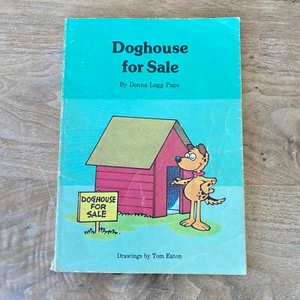 Doghouse
for Sale
By Donna Lugg Pape
DOGHOUSE
FOR
SALE
Drawings by Tom Eaton